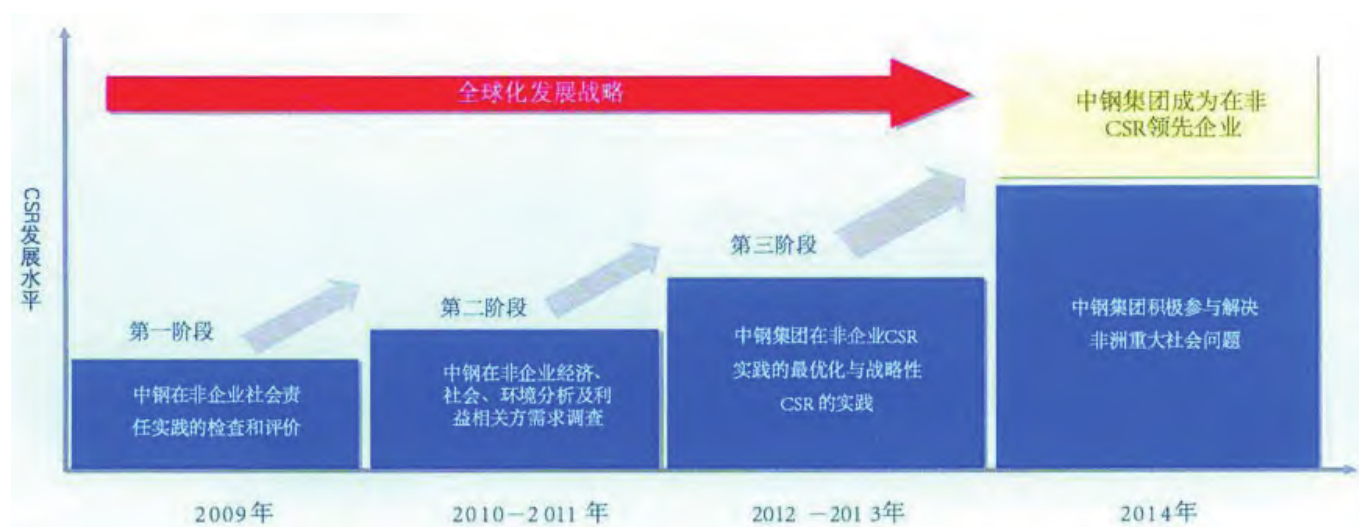 全球化发展战略
中钢集团成为在非
CSR领先企业
CSR发展水平
第一阶段
第二阶段
第三阶段
中钢在非企业社会责
任实践的检查和评价
中钢在非企业经济、
社会、环境分析及利
益相关方需求调查
中钢集团在非企业CSR
实践的最优化与战略性
CSR的实践
中钢集团积极参与解决
非洲重大社会问题
2009年
2010－2011年
2012－2013年
2014年